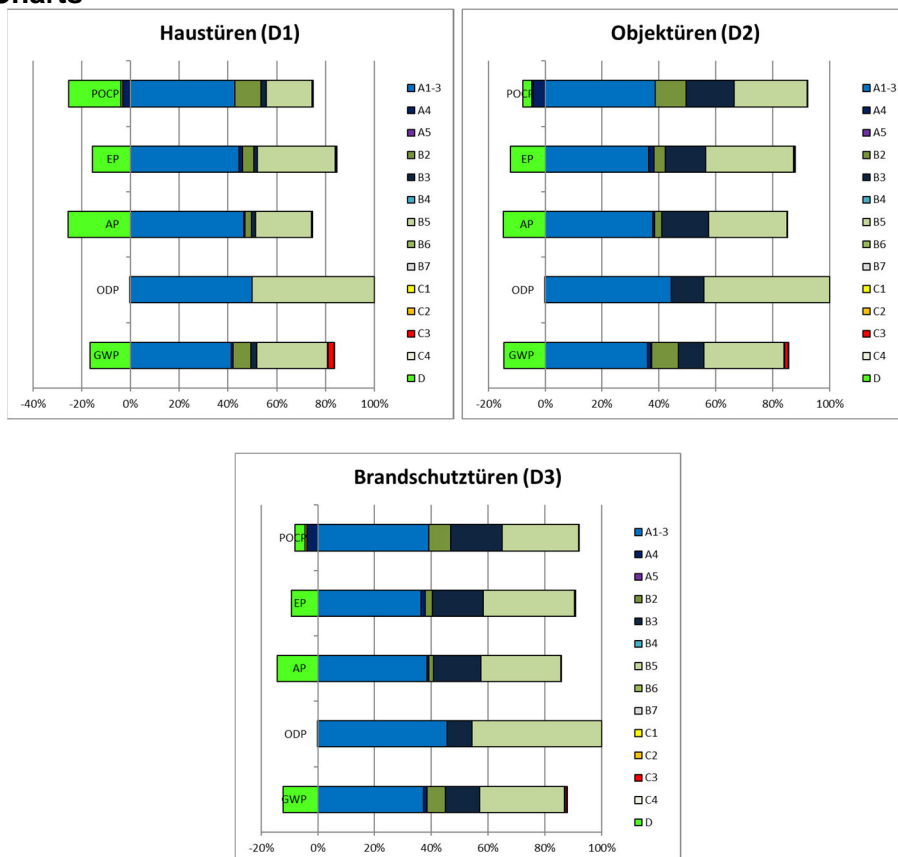 Haustüren (D1)
POCP
EP
AP
ODP
GWP
-40% -20% 0% 20% 40% 60% 80% 100%
A1-3
A4
A5
B2
B3
B4
B5
B6
B7
C1
C2
C3
C4
D
Objektüren (D2)
POCP
EP
AP
ODP
GWP
-20% 0% 20% 40% 60% 80% 100%
A1-3
A4
A5
B2
B3
B4
B5
B6
B7
C1
C2
C3
C4
D
Brandschutztüren (D3)
POCP
EP
AP
ODP
GWP
-20% 0% 20% 40% 60% 80% 100%
A1-3
A4
A5
B2
B3
B4
B5
B6
B7
C1
C2
C3
C4
D